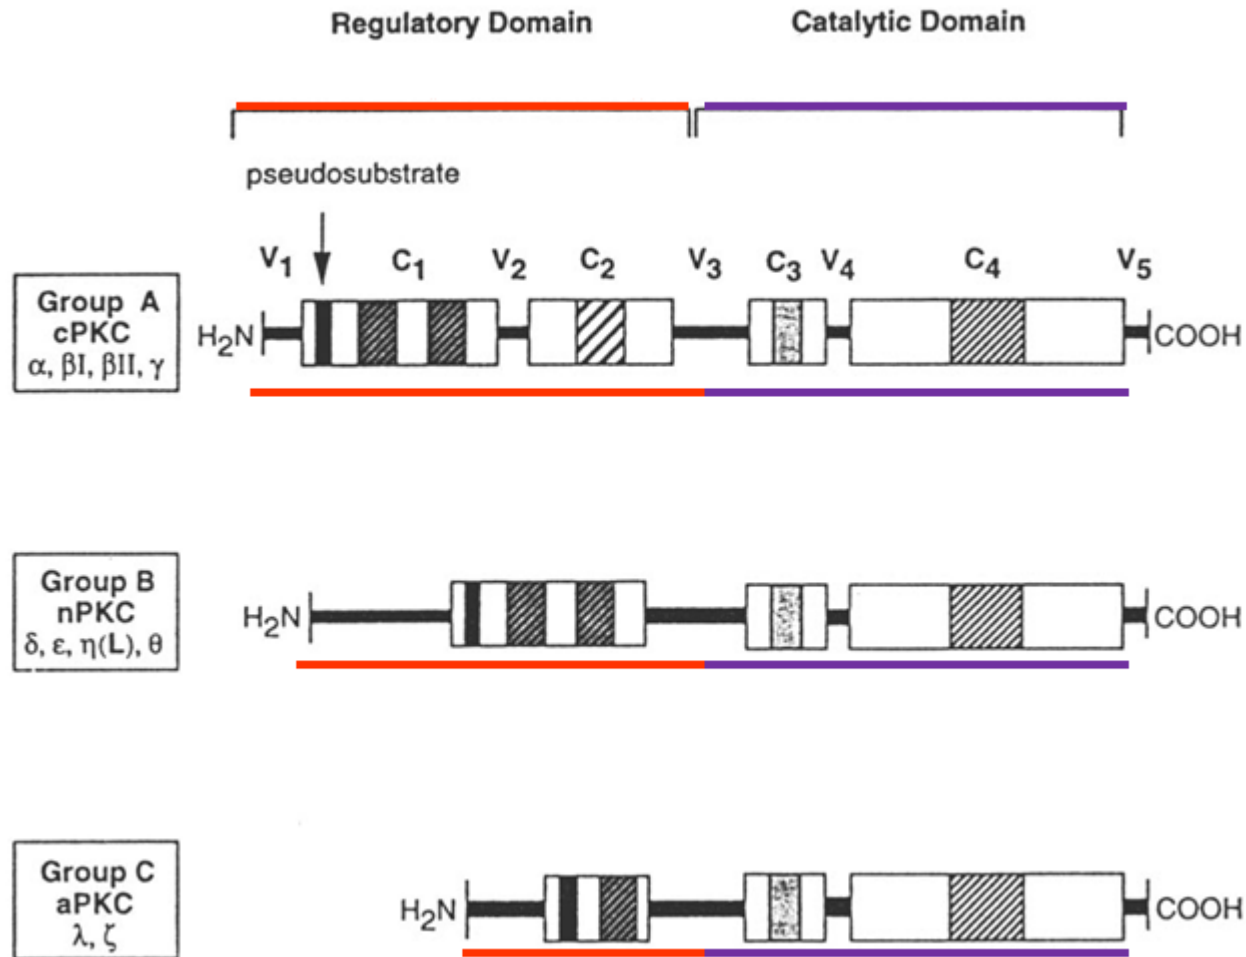 Regulatory Domain Catalytic Domain
pseudosubstrate
V1 C1 V2 C2 V3 C3 V4 C4 V5
Group A
cPKC
α, βI, βII, γ
H2N COOH
Group B
nPKC
δ, ε, η(L), θ
H2N COOH
Group C
aPKC
λ, ζ
H2N COOH